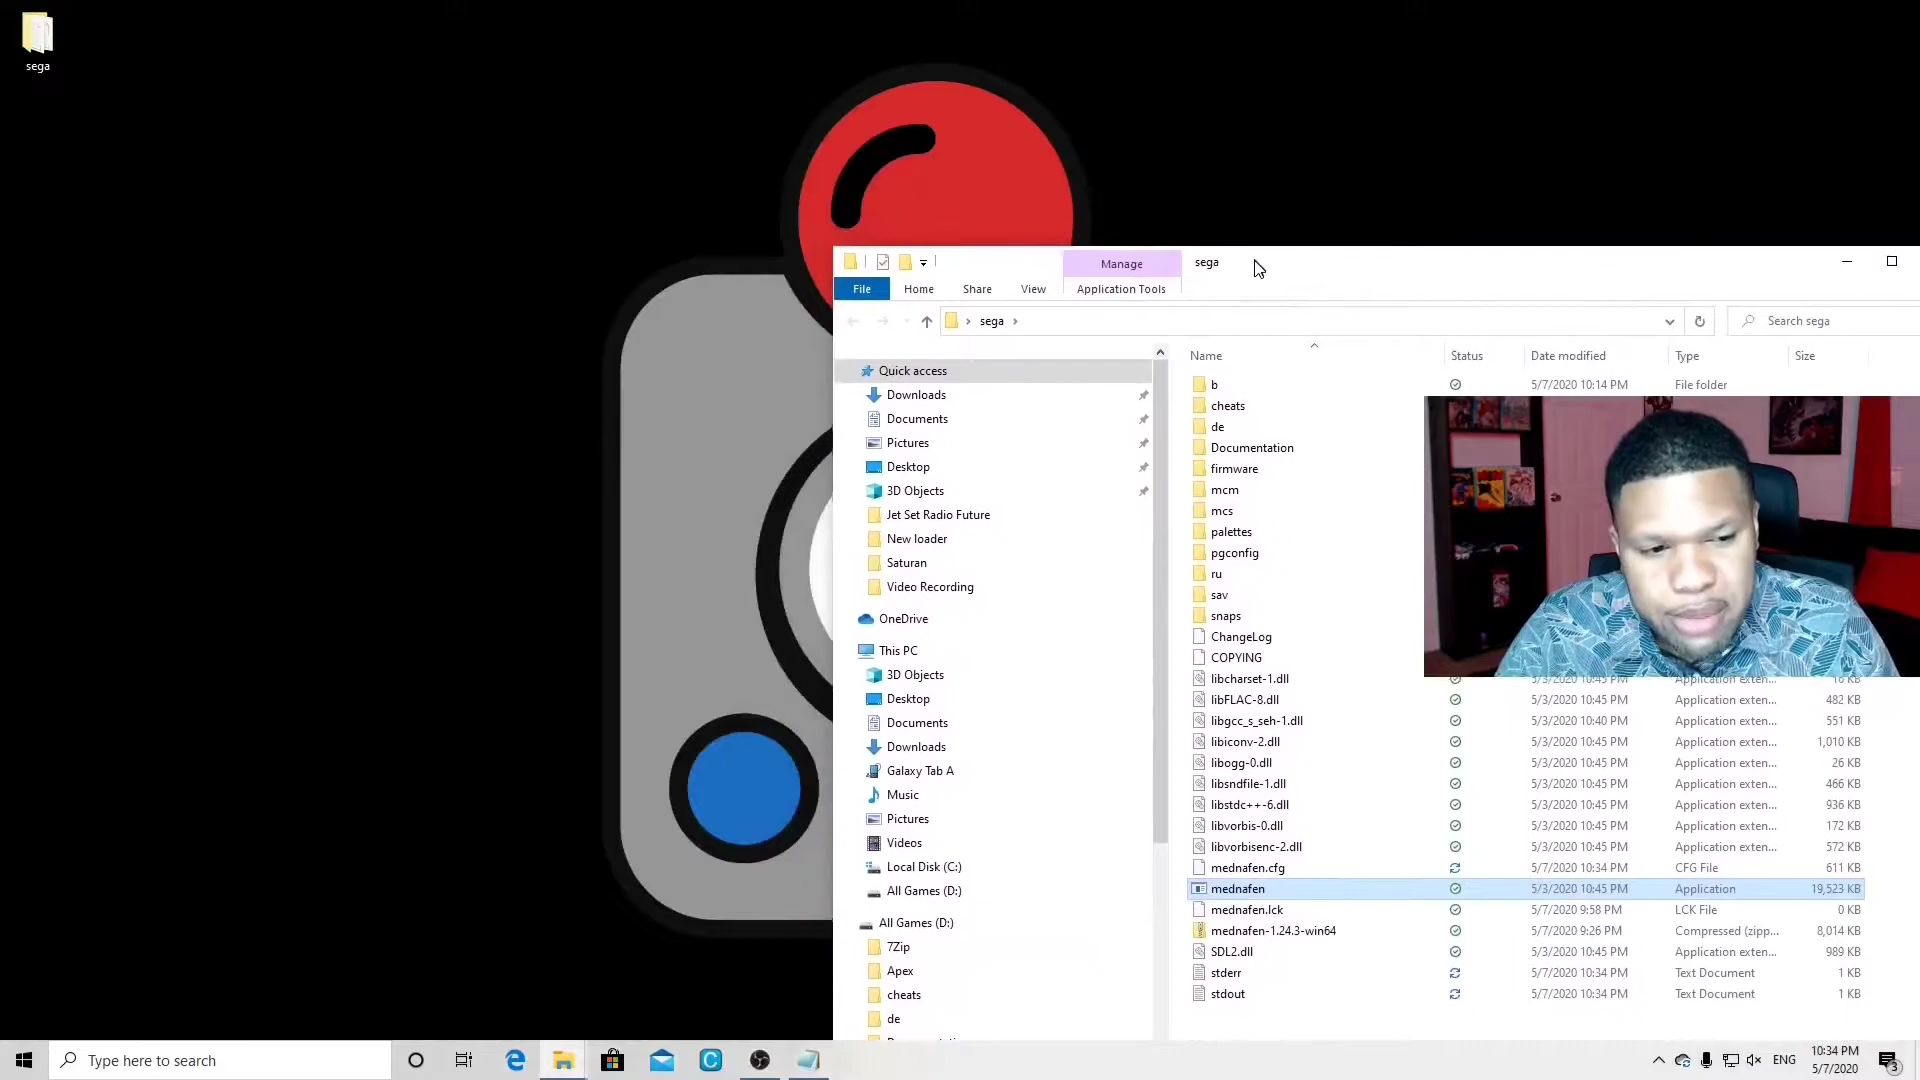 sega
Manage
sega
File
Home
Share
View
Application Tools
sega
Search sega
Name
Status
Date modified
Type
Size
Quick access
Downloads
Documents
Pictures
Desktop
3D Objects
Jet Set Radio Future
New loader
Saturan
Video Recording
OneDrive
This PC
3D Objects
Desktop
Documents
Downloads
Galaxy Tab A
Music
Pictures
Videos
Local Disk (C:)
All Games (D:)
All Games (D:)
7Zip
Apex
cheats
de
b 5/7/2020 10:14 PM File folder
cheats
de
Documentation
firmware
mcm
mcs
palettes
pgconfig
ru
sav
snaps
ChangeLog
COPYING
libcharset-1.dll 5/3/2020 10:45 PM Application exten... 16 KB
libFLAC-8.dll 5/3/2020 10:45 PM Application exten... 482 KB
libgcc_s_seh-1.dll 5/3/2020 10:40 PM Application exten... 551 KB
libiconv-2.dll 5/3/2020 10:45 PM Application exten... 1,010 KB
libogg-0.dll 5/3/2020 10:45 PM Application exten... 26 KB
libsndfile-1.dll 5/3/2020 10:45 PM Application exten... 466 KB
libstdc++-6.dll 5/3/2020 10:45 PM Application exten... 936 KB
libvorbis-0.dll 5/3/2020 10:45 PM Application exten... 172 KB
libvorbisenc-2.dll 5/3/2020 10:45 PM Application exten... 572 KB
mednafen.cfg 5/7/2020 10:34 PM CFG File 611 KB
mednafen 5/3/2020 10:45 PM Application 19,523 KB
mednafen.lck 5/7/2020 9:58 PM LCK File 0 KB
mednafen-1.24.3-win64 5/7/2020 9:26 PM Compressed (zipp... 8,014 KB
SDL2.dll 5/3/2020 10:45 PM Application exten... 989 KB
stderr 5/7/2020 10:34 PM Text Document 1 KB
stdout 5/7/2020 10:34 PM Text Document 1 KB
Type here to search
ENG
10:34 PM
5/7/2020
3